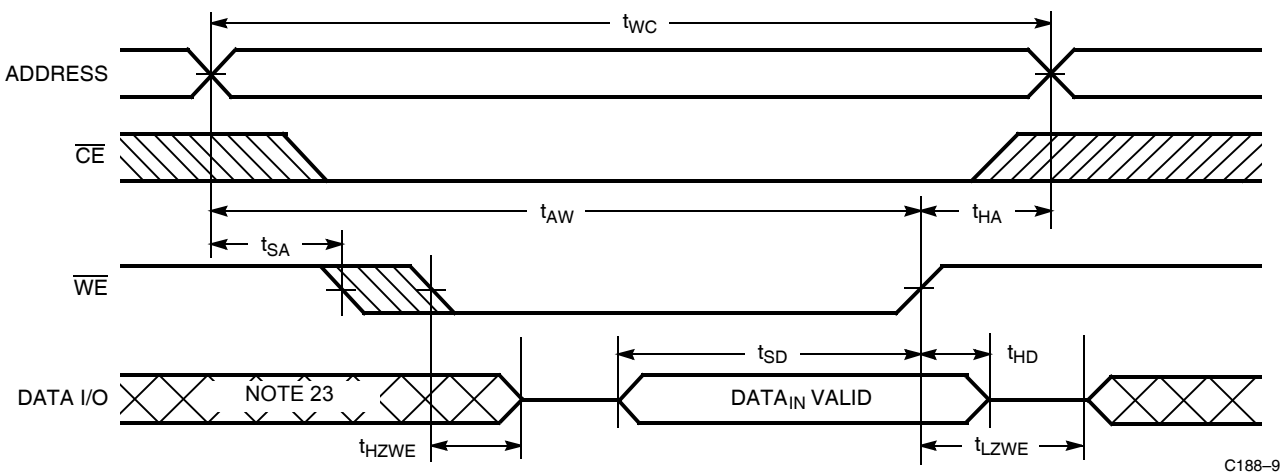 tWC
ADDRESS
CE
tAW
tHA
tSA
WE
tSD
tHD
DATA I/O
NOTE 23
DATAIN VALID
tHZWE
tLZWE
C188–9